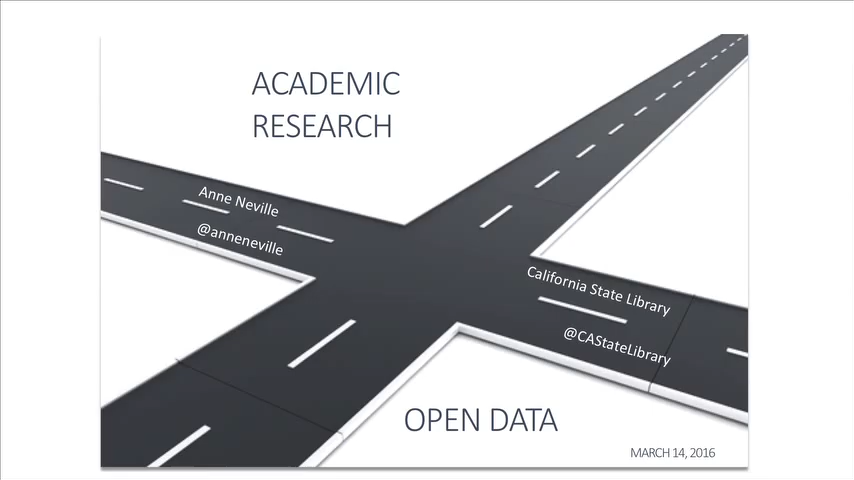 ACADEMIC
RESEARCH
Anne Neville
@anneneville
California State Library
@CAStateLibrary
OPEN DATA
MARCH 14, 2016